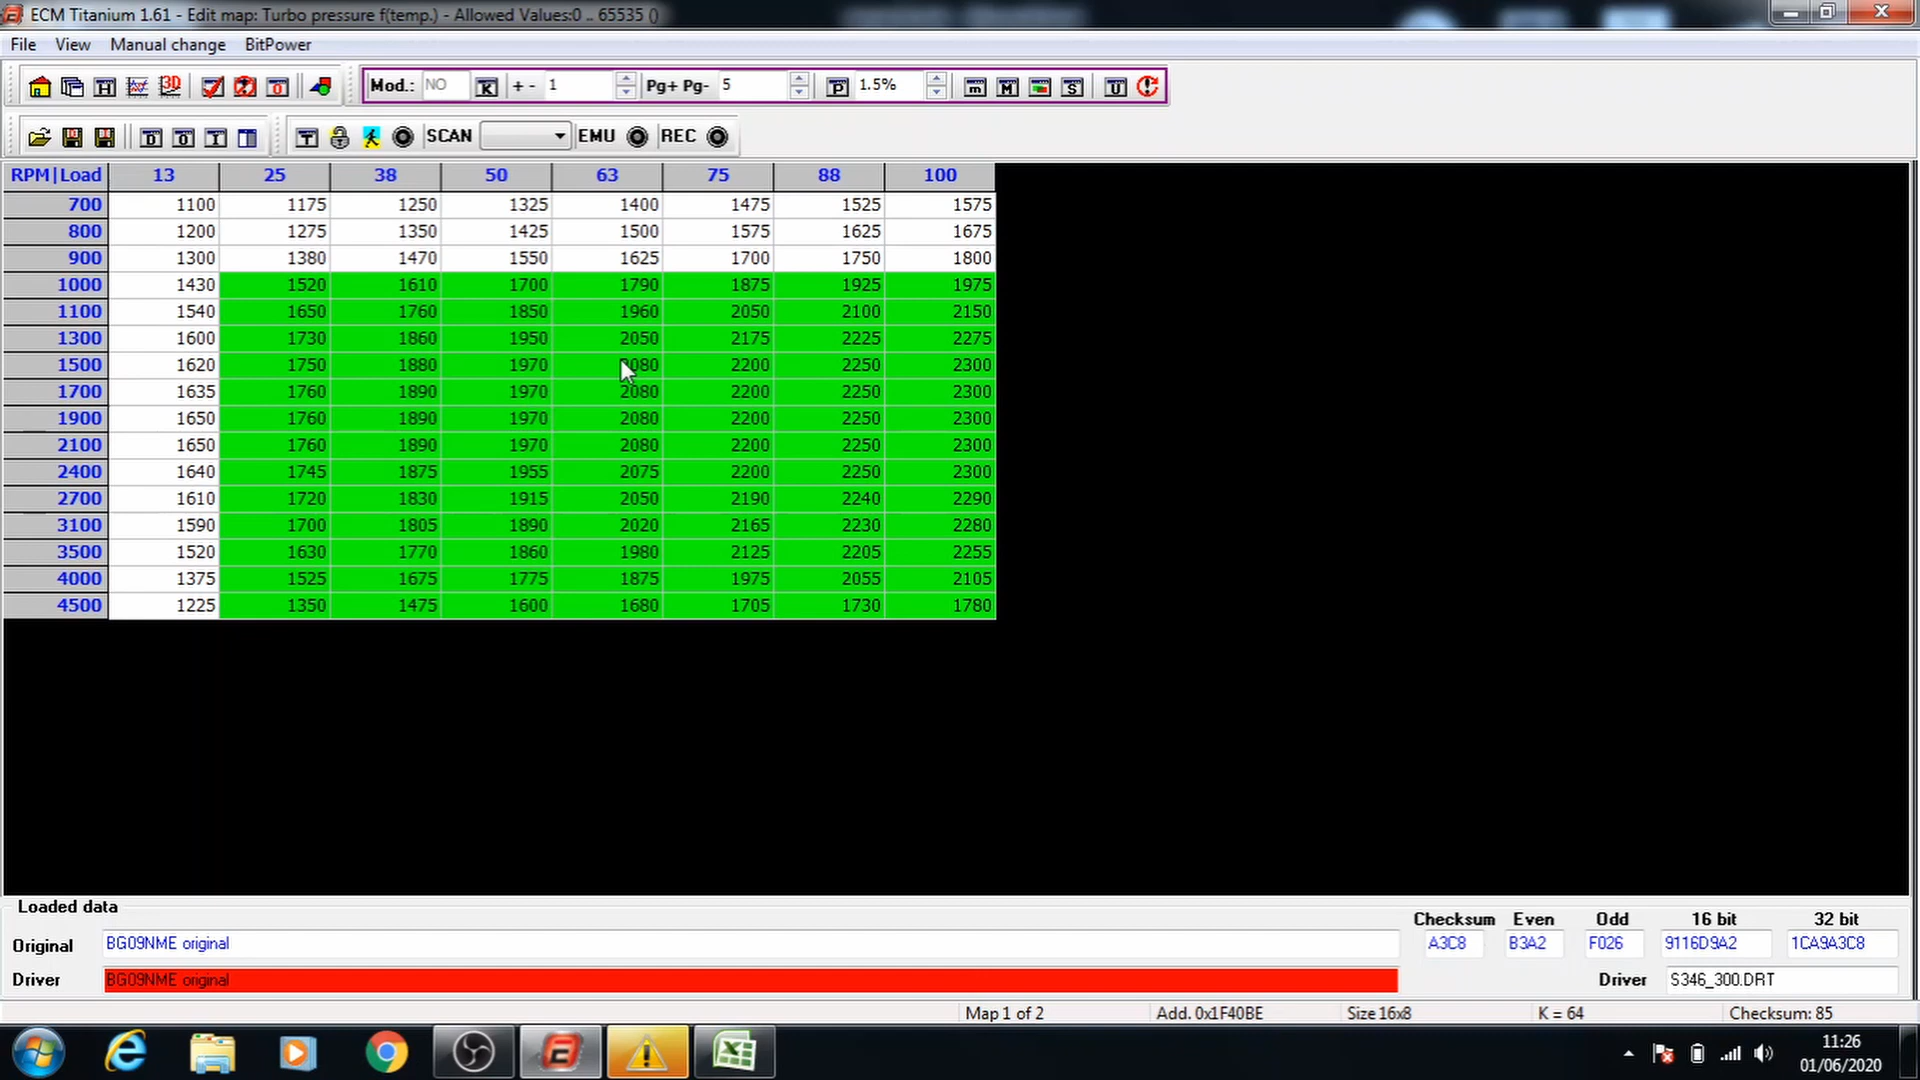 ECM Titanium 1.61 - Edit map: Turbo pressure f(temp.) - Allowed Values:0 .. 65535 ()
File View Manual change BitPower
Mod.: NO K + - 1 Pg+ Pg- 5 P 1.5% m M S U
D O I T SCAN EMU REC
RPM|Load 13 25 38 50 63 75 88 100
700 1100 1175 1250 1325 1400 1475 1525 1575
800 1200 1275 1350 1425 1500 1575 1625 1675
900 1300 1380 1470 1550 1625 1700 1750 1800
1000 1430 1520 1610 1700 1790 1875 1925 1975
1100 1540 1650 1760 1850 1960 2050 2100 2150
1300 1600 1730 1860 1950 2050 2175 2225 2275
1500 1620 1750 1880 1970 2080 2200 2250 2300
1700 1635 1760 1890 1970 2080 2200 2250 2300
1900 1650 1760 1890 1970 2080 2200 2250 2300
2100 1650 1760 1890 1970 2080 2200 2250 2300
2400 1640 1745 1875 1955 2075 2200 2250 2300
2700 1610 1720 1830 1915 2050 2190 2240 2290
3100 1590 1700 1805 1890 2020 2165 2230 2280
3500 1520 1630 1770 1860 1980 2125 2205 2255
4000 1375 1525 1675 1775 1875 1975 2055 2105
4500 1225 1350 1475 1600 1680 1705 1730 1780
Loaded data
Checksum Even Odd 16 bit 32 bit
Original BG09NME original A3C8 B3A2 F026 9116D9A2 1CA9A3C8
Driver BG09NME original Driver S346_300.DRT
Map 1 of 2 Add. 0x1F40BE Size 16x8 K = 64 Checksum: 85
11:26
01/06/2020